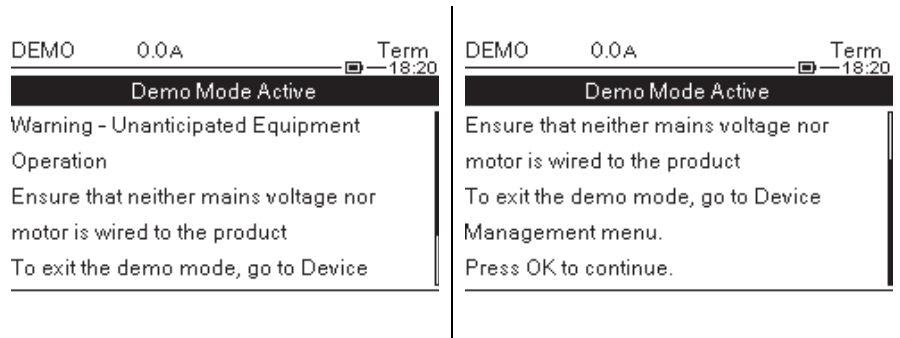 DEMO 0.0A Term
18:20
Demo Mode Active
Warning - Unanticipated Equipment
Operation
Ensure that neither mains voltage nor
motor is wired to the product
To exit the demo mode, go to Device
DEMO 0.0A Term
18:20
Demo Mode Active
Ensure that neither mains voltage nor
motor is wired to the product
To exit the demo mode, go to Device
Management menu.
Press OK to continue.